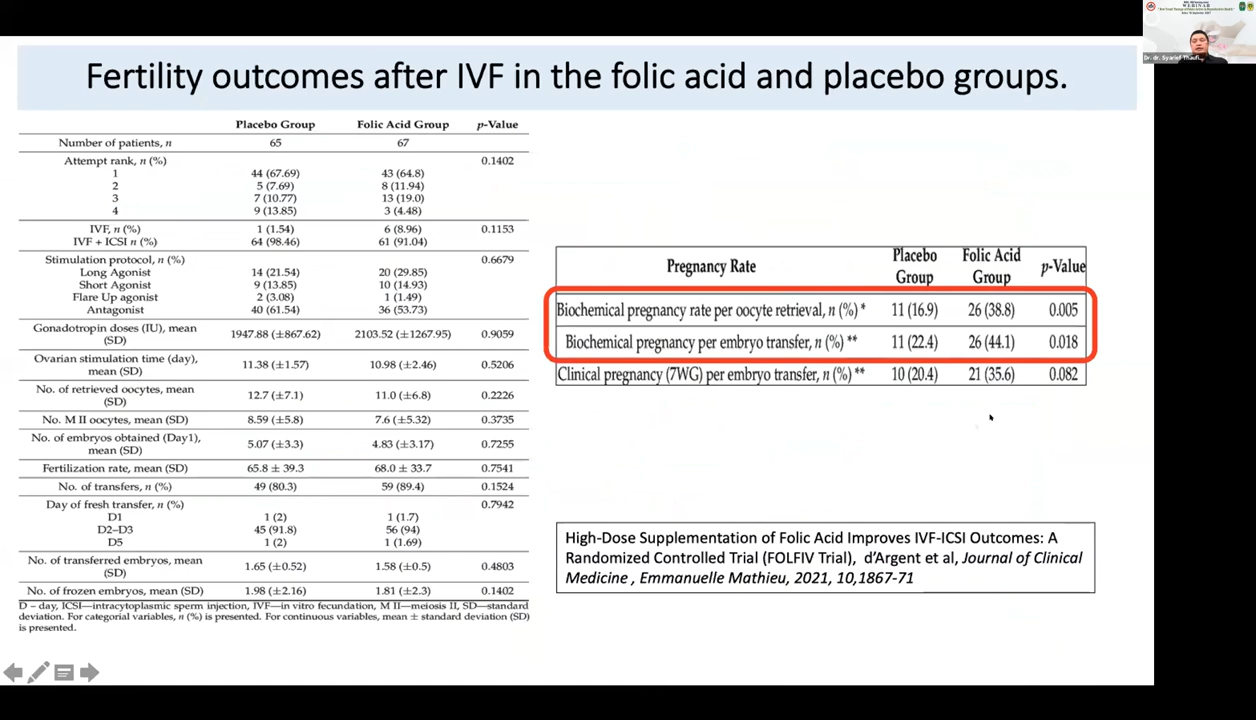 WEBINAR
Dr. dr. Syarief Thaufi...
Fertility outcomes after IVF in the folic acid and placebo groups.
Placebo Group Folic Acid Group p-Value
Number of patients, n 65 67
Attempt rank, n (%) 0.1402
1 44 (67.69) 43 (64.8)
2 5 (7.69) 8 (11.94)
3 7 (10.77) 13 (19.0)
4 9 (13.85) 3 (4.48)
IVF, n (%) 1 (1.54) 6 (8.96) 0.1153
IVF + ICSI n (%) 64 (98.46) 61 (91.04)
Stimulation protocol, n (%) 0.6679
Long Agonist 14 (21.54) 20 (29.85)
Short Agonist 9 (13.85) 10 (14.93)
Flare Up agonist 2 (3.08) 1 (1.49)
Antagonist 40 (61.54) 36 (53.73)
Gonadotropin doses (IU), mean
(SD) 1947.88 (±867.62) 2103.52 (±1267.95) 0.9059
Ovarian stimulation time (day),
mean (SD) 11.38 (±1.57) 10.98 (±2.46) 0.5206
No. of retrieved oocytes, mean
(SD) 12.7 (±7.1) 11.0 (±6.8) 0.2226
No. M II oocytes, mean (SD) 8.59 (±5.8) 7.6 (±5.32) 0.3735
No. of embryos obtained (Day1),
mean (SD) 5.07 (±3.3) 4.83 (±3.17) 0.7255
Fertilization rate, mean (SD) 65.8 ± 39.3 68.0 ± 33.7 0.7541
No. of transfers, n (%) 49 (80.3) 59 (89.4) 0.1524
Day of fresh transfer, n (%) 0.7942
D1 1 (2) 1 (1.7)
D2–D3 45 (91.8) 56 (94)
D5 1 (2) 1 (1.69)
No. of transferred embryos, mean
(SD) 1.65 (±0.52) 1.58 (±0.5) 0.4803
No. of frozen embryos, mean (SD) 1.98 (±2.16) 1.81 (±2.3) 0.1402
D – day, ICSI—intracytoplasmic sperm injection, IVF—in vitro fecundation, M II—meiosis II, SD—standard
deviation. For categorial variables, n (%) is presented. For continuous variables, mean ± standard deviation (SD)
is presented.
Pregnancy Rate Placebo Group Folic Acid Group p-Value
Biochemical pregnancy rate per oocyte retrieval, n (%) * 11 (16.9) 26 (38.8) 0.005
Biochemical pregnancy per embryo transfer, n (%) ** 11 (22.4) 26 (44.1) 0.018
Clinical pregnancy (7WG) per embryo transfer, n (%) ** 10 (20.4) 21 (35.6) 0.082
High-Dose Supplementation of Folic Acid Improves IVF-ICSI Outcomes: A
Randomized Controlled Trial (FOLFIV Trial), d’Argent et al, Journal of Clinical
Medicine , Emmanuelle Mathieu, 2021, 10,1867-71